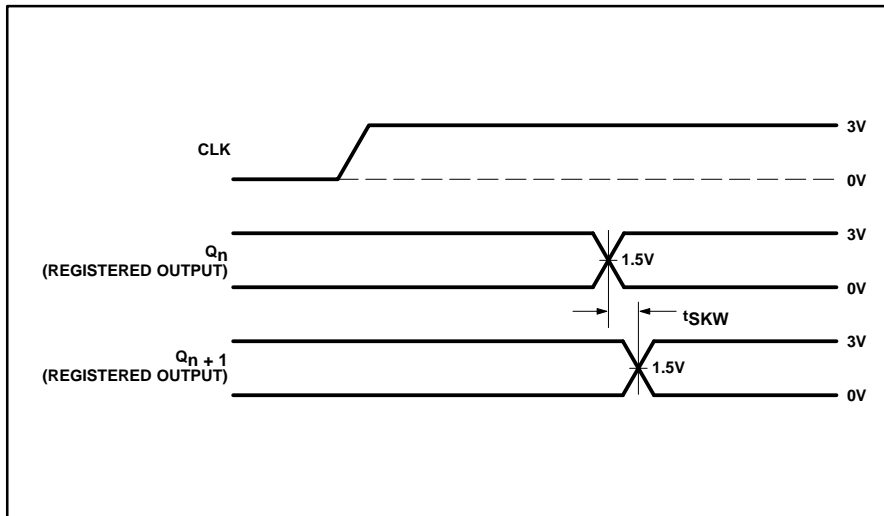 3V
CLK
0V
Qn
(REGISTERED OUTPUT)
3V
1.5V
0V
tSKW
Qn + 1
(REGISTERED OUTPUT)
3V
1.5V
0V